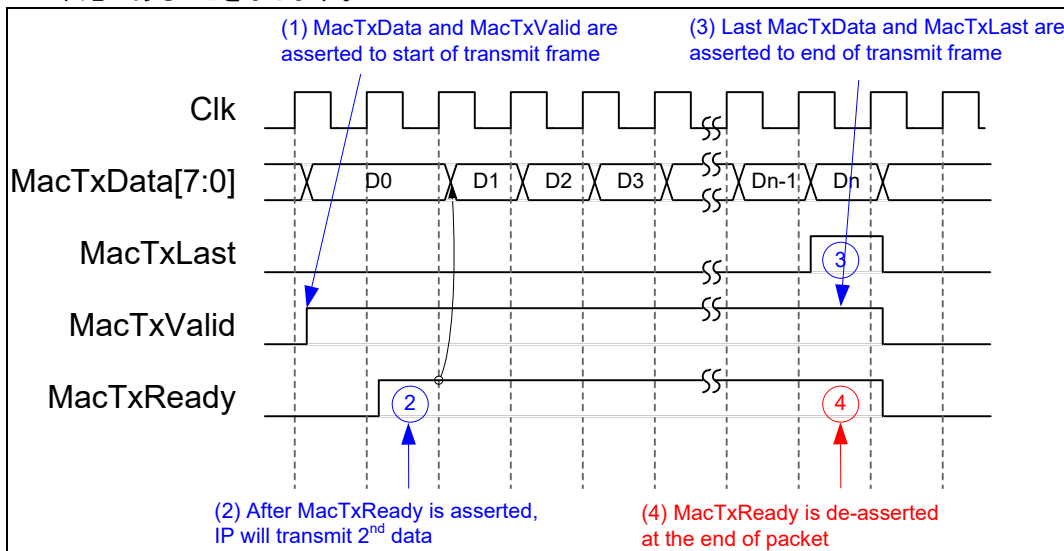 (1) MacTxData and MacTxValid are
asserted to start of transmit frame
(3) Last MacTxData and MacTxLast are
asserted to end of transmit frame
Clk
MacTxData[7:0]
D0
D1
D2
D3
Dn-1
Dn
MacTxLast
3
MacTxValid
MacTxReady
2
4
(2) After MacTxReady is asserted,
IP will transmit 2nd data
(4) MacTxReady is de-asserted
at the end of packet